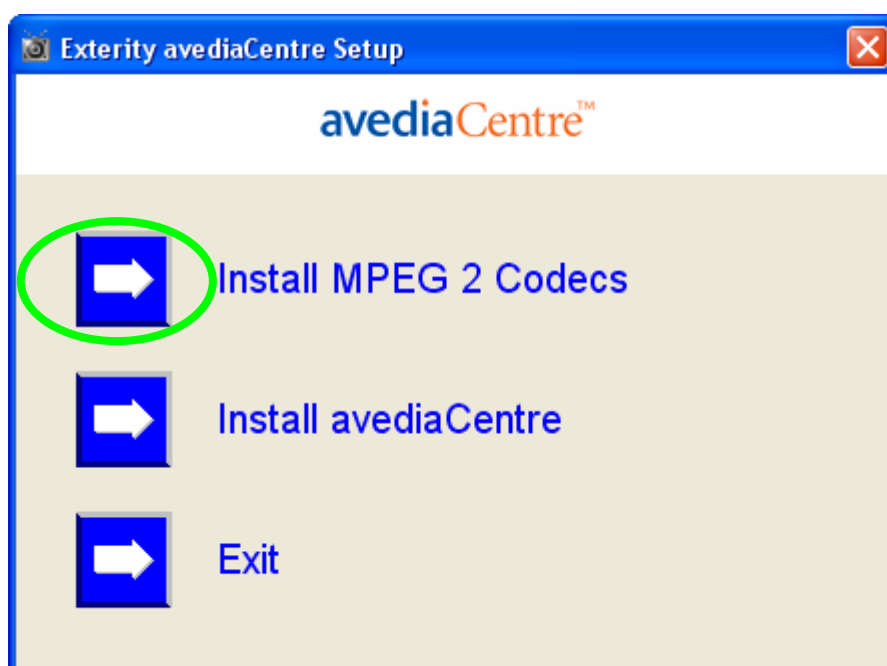 Exterity avediaCentre Setup
avediaCentre™
Install MPEG 2 Codecs
Install avediaCentre
Exit